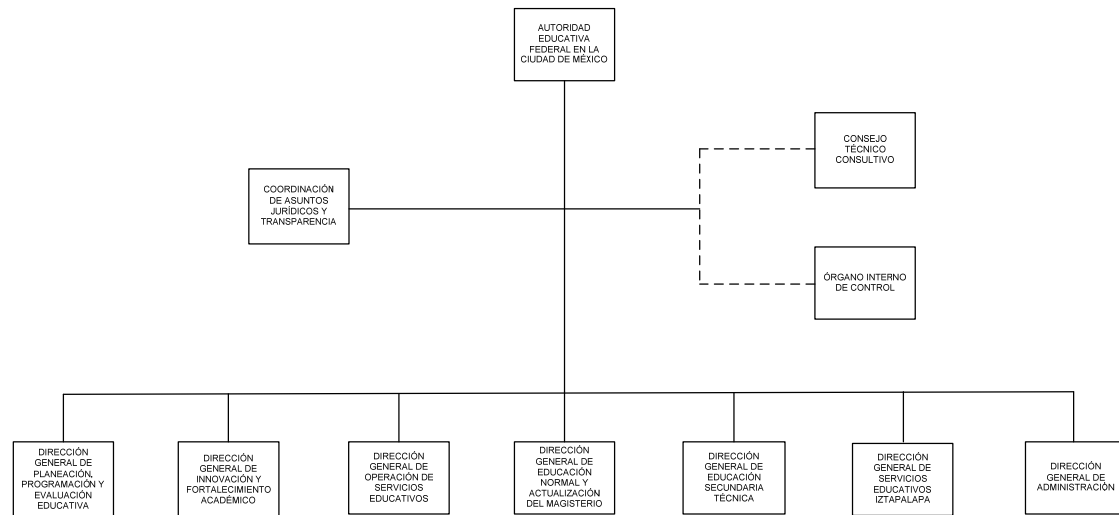 AUTORIDAD
EDUCATIVA
FEDERAL EN LA
CIUDAD DE MÉXICO
CONSEJO
TÉCNICO
CONSULTIVO
COORDINACIÓN
DE ASUNTOS
JURÍDICOS Y
TRANSPARENCIA
ÓRGANO INTERNO
DE CONTROL
DIRECCIÓN
GENERAL DE
PLANEACIÓN,
PROGRAMACIÓN Y
EVALUACIÓN
EDUCATIVA
DIRECCIÓN
GENERAL DE
INNOVACIÓN Y
FORTALECIMIENTO
ACADÉMICO
DIRECCIÓN
GENERAL DE
OPERACIÓN DE
SERVICIOS
EDUCATIVOS
DIRECCIÓN
GENERAL DE
EDUCACIÓN
NORMAL Y
ACTUALIZACIÓN
DEL MAGISTERIO
DIRECCIÓN
GENERAL DE
EDUCACIÓN
SECUNDARIA
TÉCNICA
DIRECCIÓN
GENERAL DE
SERVICIOS
EDUCATIVOS
IZTAPALAPA
DIRECCIÓN
GENERAL DE
ADMINISTRACIÓN